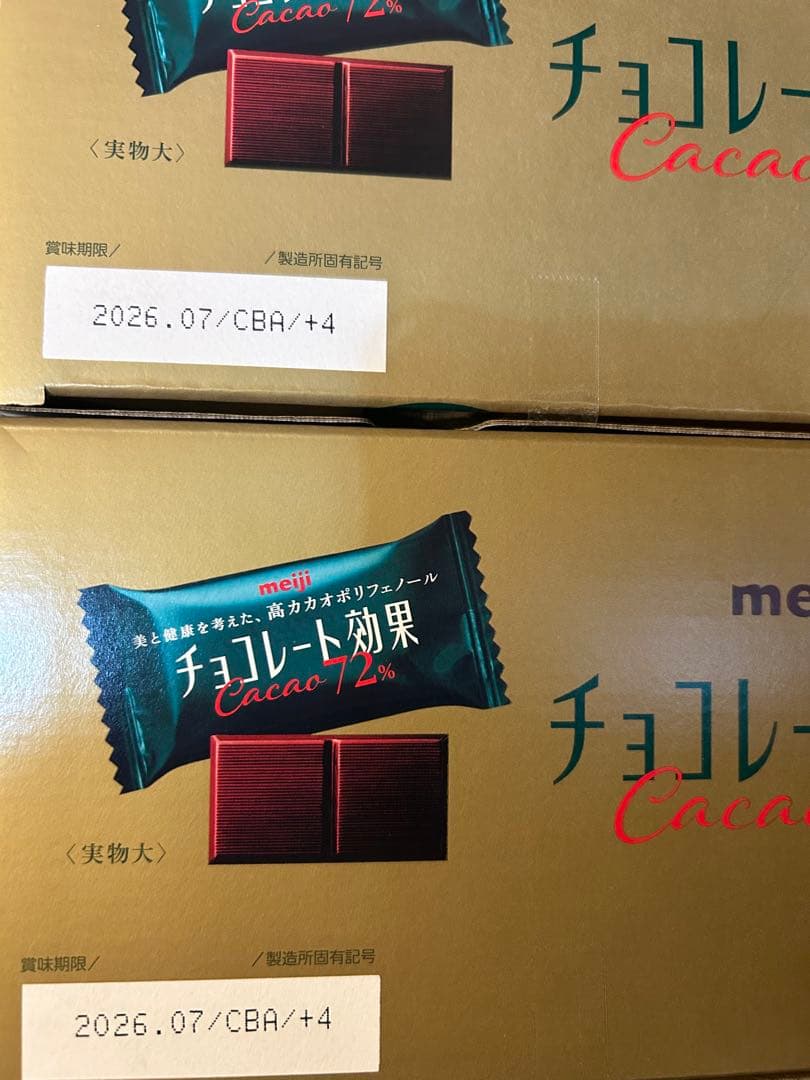 Cacao 72%
チョコレー
Cacao
〈実物大〉
賞味期限/
/製造所固有記号
2026.07/CBA/+4
meiji
美と健康を考えた、高カカオポリフェノール
チョコレート効果
Cacao72%
me
チョコレー
Cacao
〈実物大〉
賞味期限/
/製造所固有記号
2026.07/CBA/+4